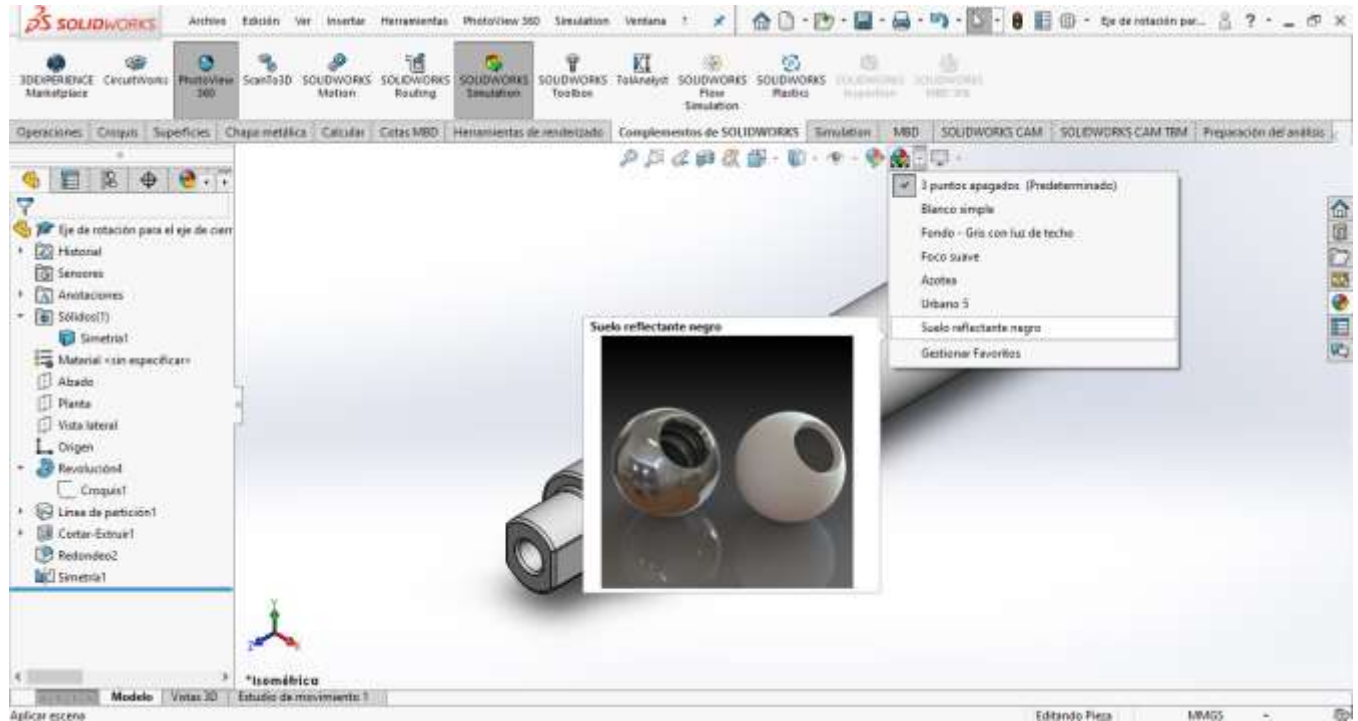 SOLIDWORKS Archivo Edición Ver Insertar Herramientas PhotoView 360 Simulation Ventana ? Eje de rotación par... ?
3DEXPERIENCE Marketplace
CircuitWorks
PhotoView 360
ScanTo3D
SOLIDWORKS Motion
SOLIDWORKS Routing
SOLIDWORKS Simulation
SOLIDWORKS Toolbox
TolAnalyst
SOLIDWORKS Flow Simulation
SOLIDWORKS Plastics
Operaciones Croquis Superficies Chapa metálica Calcular Cotas MBD Herramientas de renderizado Complementos de SOLIDWORKS Simulation MBD SOLIDWORKS CAM SOLIDWORKS CAM TBM Preparación del análisis
3 puntos apagados (Predeterminado)
Blanco simple
Fondo - Gris con luz de techo
Foco suave
Azotea
Urbano 5
Suelo reflectante negro
Gestionar Favoritos
Suelo reflectante negro
Eje de rotación para el eje de cierr
Historial
Sensores
Anotaciones
Sólidos(1)
Simetría1
Material <sin especificar>
Alzado
Planta
Vista lateral
Origen
Revolución4
Croquis1
Línea de partición1
Cortar-Extruir1
Redondeo2
Simetría1
Y
Z
*Isométrica
Modelo Vistas 3D Estudio de movimiento 1
Aplicar escena Editando Pieza MMGS